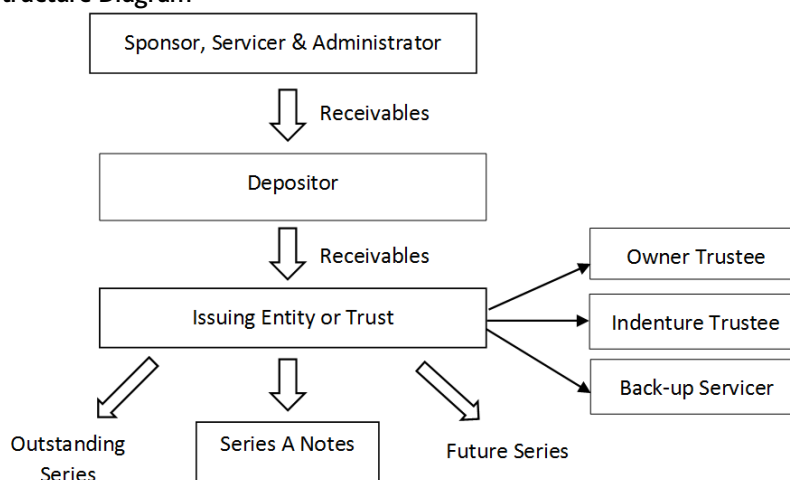 Sponsor, Servicer & Administrator
Receivables
Depositor
Receivables
Owner Trustee
Issuing Entity or Trust
Indenture Trustee
Back-up Servicer
Outstanding
Series
Series A Notes
Future Series